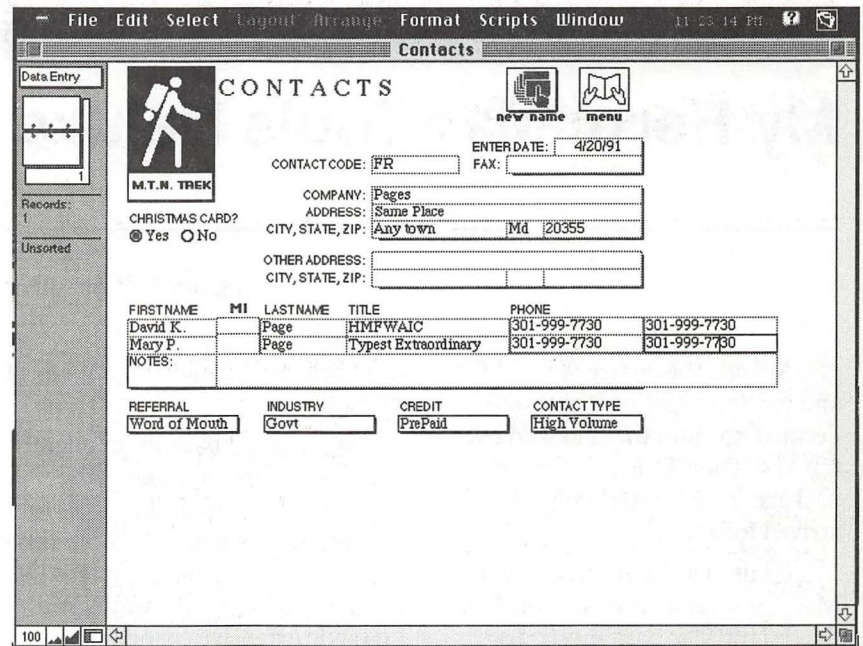 File Edit Select Layout Arrange Format Scripts Window 11:23:14 PM
Contacts
Data Entry
1
Records:
1
Unsorted
CONTACTS
M.T.N. TREK
new name menu
ENTER DATE: 4/20/91
CONTACT CODE: FR FAX:
COMPANY: Pages
ADDRESS: Same Place
CITY, STATE, ZIP: Any town Md 20355
CHRISTMAS CARD?
Yes No
OTHER ADDRESS:
CITY, STATE, ZIP:
FIRST NAME MI LAST NAME TITLE PHONE
David K. Page HMFWAIC 301-999-7730 301-999-7730
Mary P. Page Typest Extraordinary 301-999-7730 301-999-7730
NOTES:
REFERRAL INDUSTRY CREDIT CONTACT TYPE
Word of Mouth Govt PrePaid High Volume
100